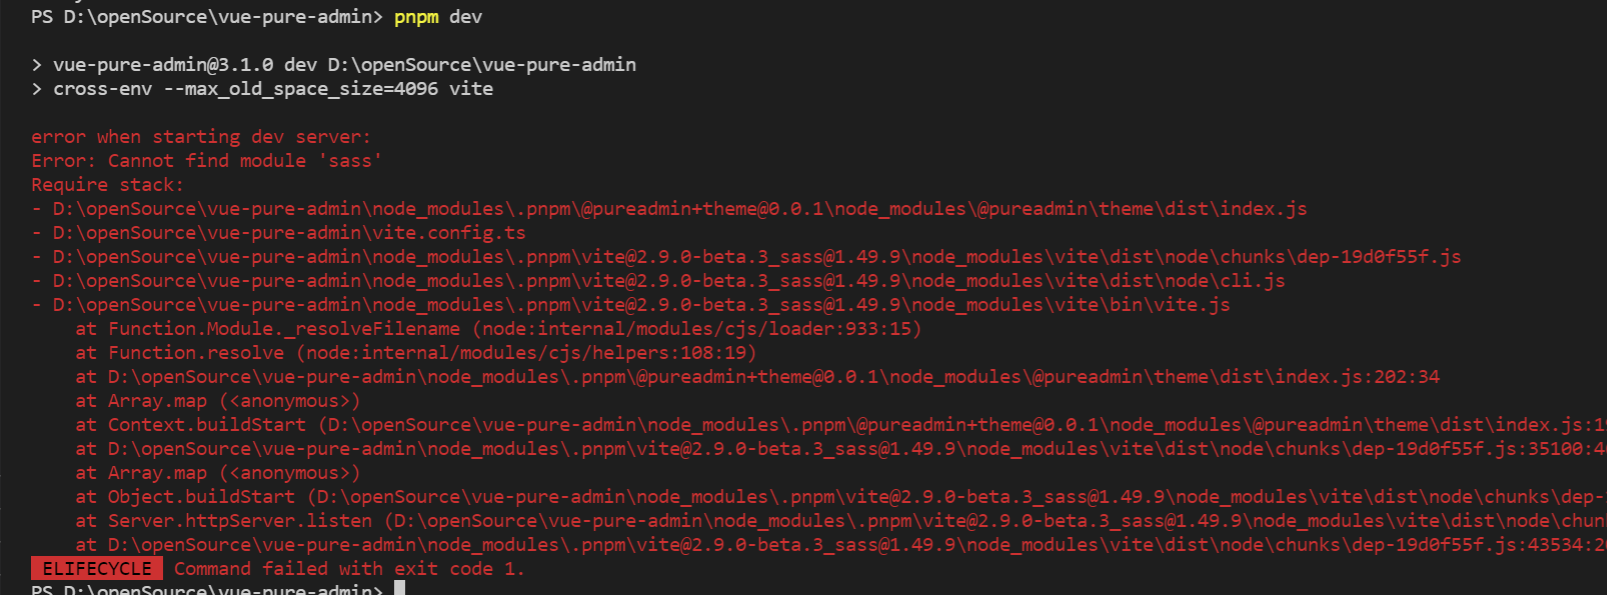 PS D:\openSource\vue-pure-admin> pnpm dev
> vue-pure-admin@3.1.0 dev D:\openSource\vue-pure-admin
> cross-env --max_old_space_size=4096 vite
error when starting dev server:
Error: Cannot find module 'sass'
Require stack:
- D:\openSource\vue-pure-admin\node_modules\.pnpm\@pureadmin+theme@0.0.1\node_modules\@pureadmin\theme\dist\index.js
- D:\openSource\vue-pure-admin\vite.config.ts
- D:\openSource\vue-pure-admin\node_modules\.pnpm\vite@2.9.0-beta.3_sass@1.49.9\node_modules\vite\dist\node\chunks\dep-19d0f55f.js
- D:\openSource\vue-pure-admin\node_modules\.pnpm\vite@2.9.0-beta.3_sass@1.49.9\node_modules\vite\dist\node\cli.js
- D:\openSource\vue-pure-admin\node_modules\.pnpm\vite@2.9.0-beta.3_sass@1.49.9\node_modules\vite\bin\vite.js
    at Function.Module._resolveFilename (node:internal/modules/cjs/loader:933:15)
    at Function.resolve (node:internal/modules/cjs/helpers:108:19)
    at D:\openSource\vue-pure-admin\node_modules\.pnpm\@pureadmin+theme@0.0.1\node_modules\@pureadmin\theme\dist\index.js:202:34
    at Array.map (<anonymous>)
    at Context.buildStart (D:\openSource\vue-pure-admin\node_modules\.pnpm\@pureadmin+theme@0.0.1\node_modules\@pureadmin\theme\dist\index.js:1
    at D:\openSource\vue-pure-admin\node_modules\.pnpm\vite@2.9.0-beta.3_sass@1.49.9\node_modules\vite\dist\node\chunks\dep-19d0f55f.js:35100:4
    at Array.map (<anonymous>)
    at Object.buildStart (D:\openSource\vue-pure-admin\node_modules\.pnpm\vite@2.9.0-beta.3_sass@1.49.9\node_modules\vite\dist\node\chunks\dep-
    at Server.httpServer.listen (D:\openSource\vue-pure-admin\node_modules\.pnpm\vite@2.9.0-beta.3_sass@1.49.9\node_modules\vite\dist\node\chun
    at D:\openSource\vue-pure-admin\node_modules\.pnpm\vite@2.9.0-beta.3_sass@1.49.9\node_modules\vite\dist\node\chunks\dep-19d0f55f.js:43534:2
ELIFECYCLE  Command failed with exit code 1.
PS D:\openSource\vue-pure-admin>